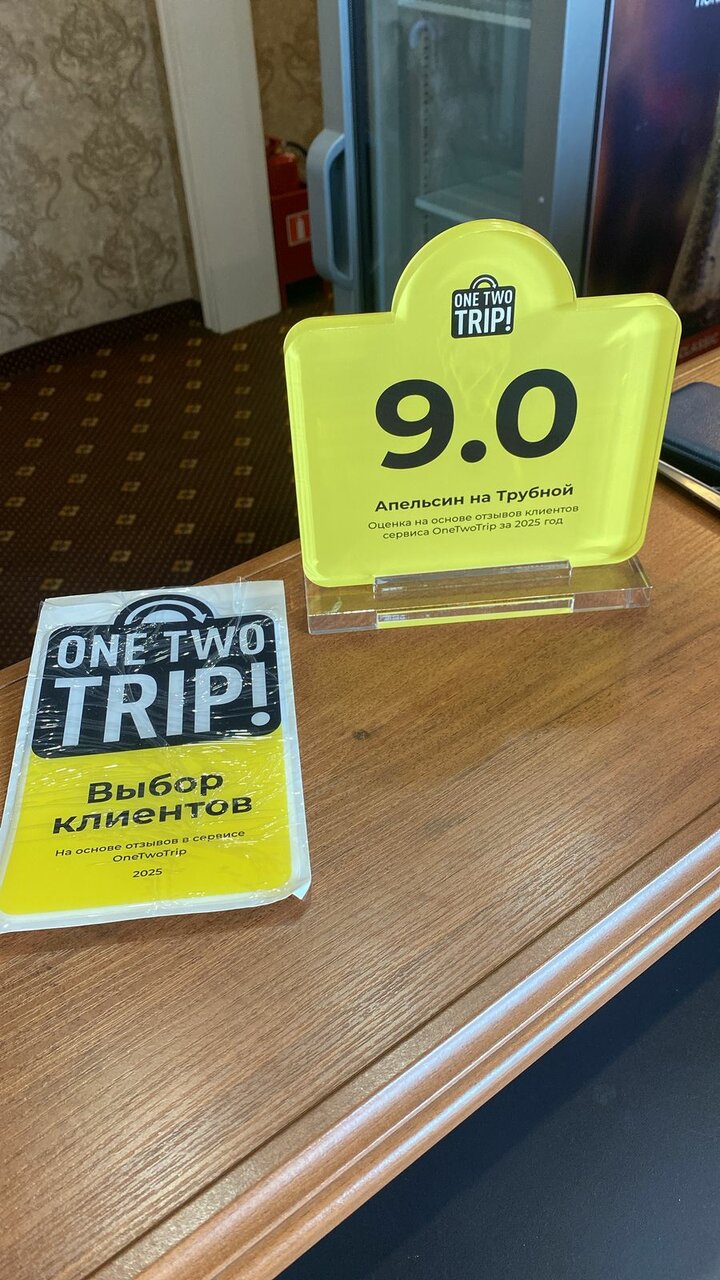 ONE TWO
TRIP!
9.0
Апельсин на Трубной
Оценка на основе отзывов клиентов
сервиса OneTwoTrip за 2025 год
ONE TWO
TRIP!
Выбор
клиентов
На основе отзывов в сервисе
OneTwoTrip
2025